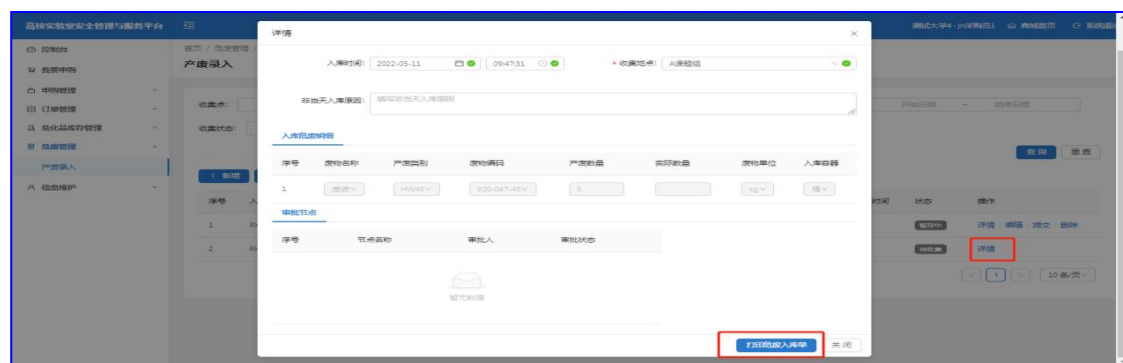 高校实验室安全管理与服务平台
测试大学4-jn采购员1 商城首页
控制台
我要申购
申购管理
订单管理
危化品库存管理
危废管理
产废录入
信息维护
首页 / 危废管理 /
产废录入
收集点:
收集状态:
开始日期 - 结束日期
查询 重置
新增
序号
状态 操作
1 暂存中 详情 编辑 提交 删除
2 待收集 详情
1 10 条/页
详情
入库时间: 2022-05-11 09:47:31
* 收集地点:
非当天入库原因: 填写非当天入库原因
入库危废明细
序号 废物名称 产废类别 废物编码 产废数量 实际数量 废物单位 入库容器
1 废液 HW49 900-047-49 5 kg 桶
审批节点
序号 节点名称 审批人 审批状态
暂无数据
打印危废入库单 关 闭